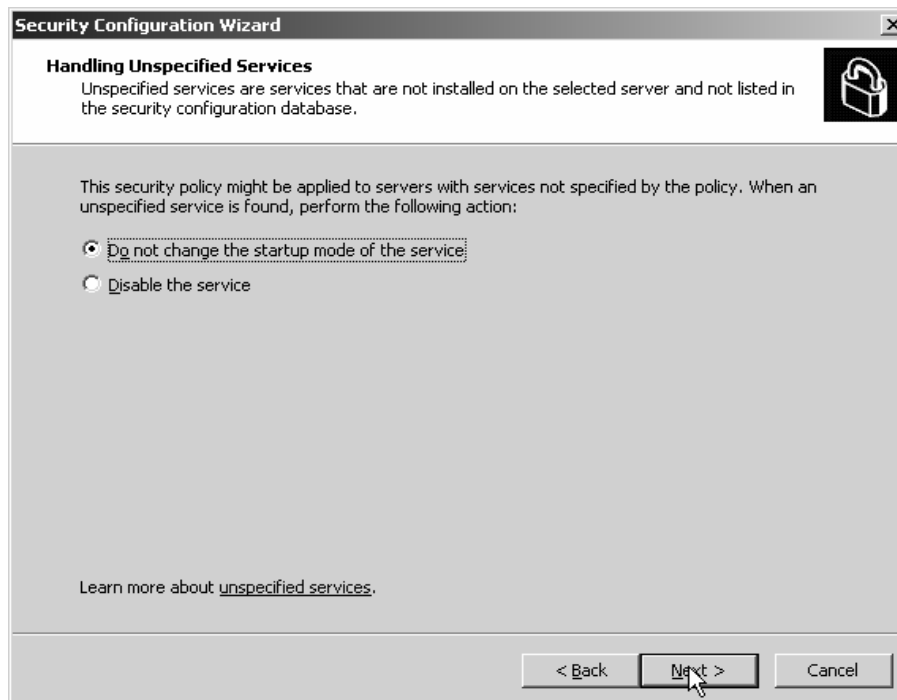 Security Configuration Wizard
Handling Unspecified Services
Unspecified services are services that are not installed on the selected server and not listed in
the security configuration database.
This security policy might be applied to servers with services not specified by the policy. When an
unspecified service is found, perform the following action:
Do not change the startup mode of the service
Disable the service
Learn more about unspecified services.
< Back Next > Cancel